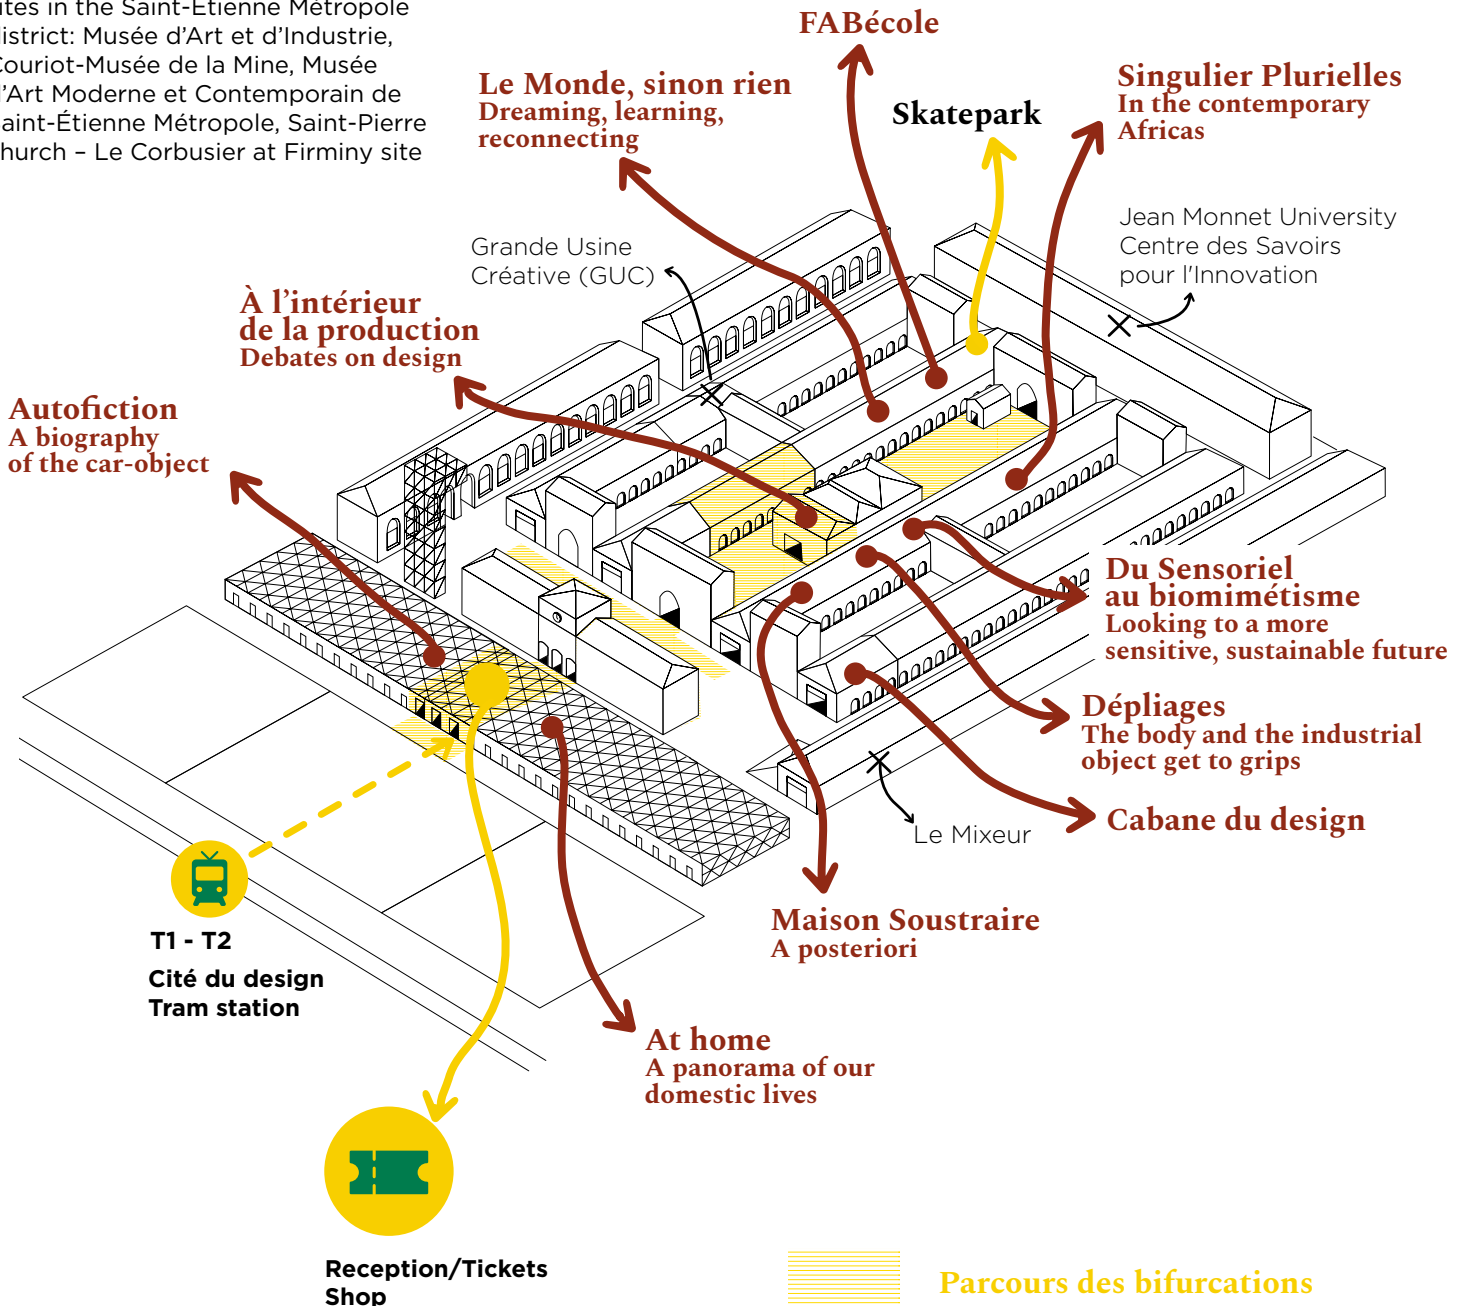 ites in the Saint-Étienne Métropole
district: Musée d'Art et d'Industrie,
Couriot-Musée de la Mine, Musée
d'Art Moderne et Contemporain de
Saint-Étienne Métropole, Saint-Pierre
church – Le Corbusier at Firminy site
FABécole
Le Monde, sinon rien
Dreaming, learning,
reconnecting
Skatepark
Singulier Plurielles
In the contemporary
Africas
Grande Usine
Créative (GUC)
Jean Monnet University
Centre des Savoirs
pour l'Innovation
À l'intérieur
de la production
Debates on design
Autofiction
A biography
of the car-object
Du Sensoriel
au biomimétisme
Looking to a more
sensitive, sustainable future
Dépliages
The body and the industrial
object get to grips
Cabane du design
Le Mixeur
Maison Soustraire
A posteriori
T1 - T2
Cité du design
Tram station
At home
A panorama of our
domestic lives
Reception/Tickets
Shop
Parcours des bifurcations